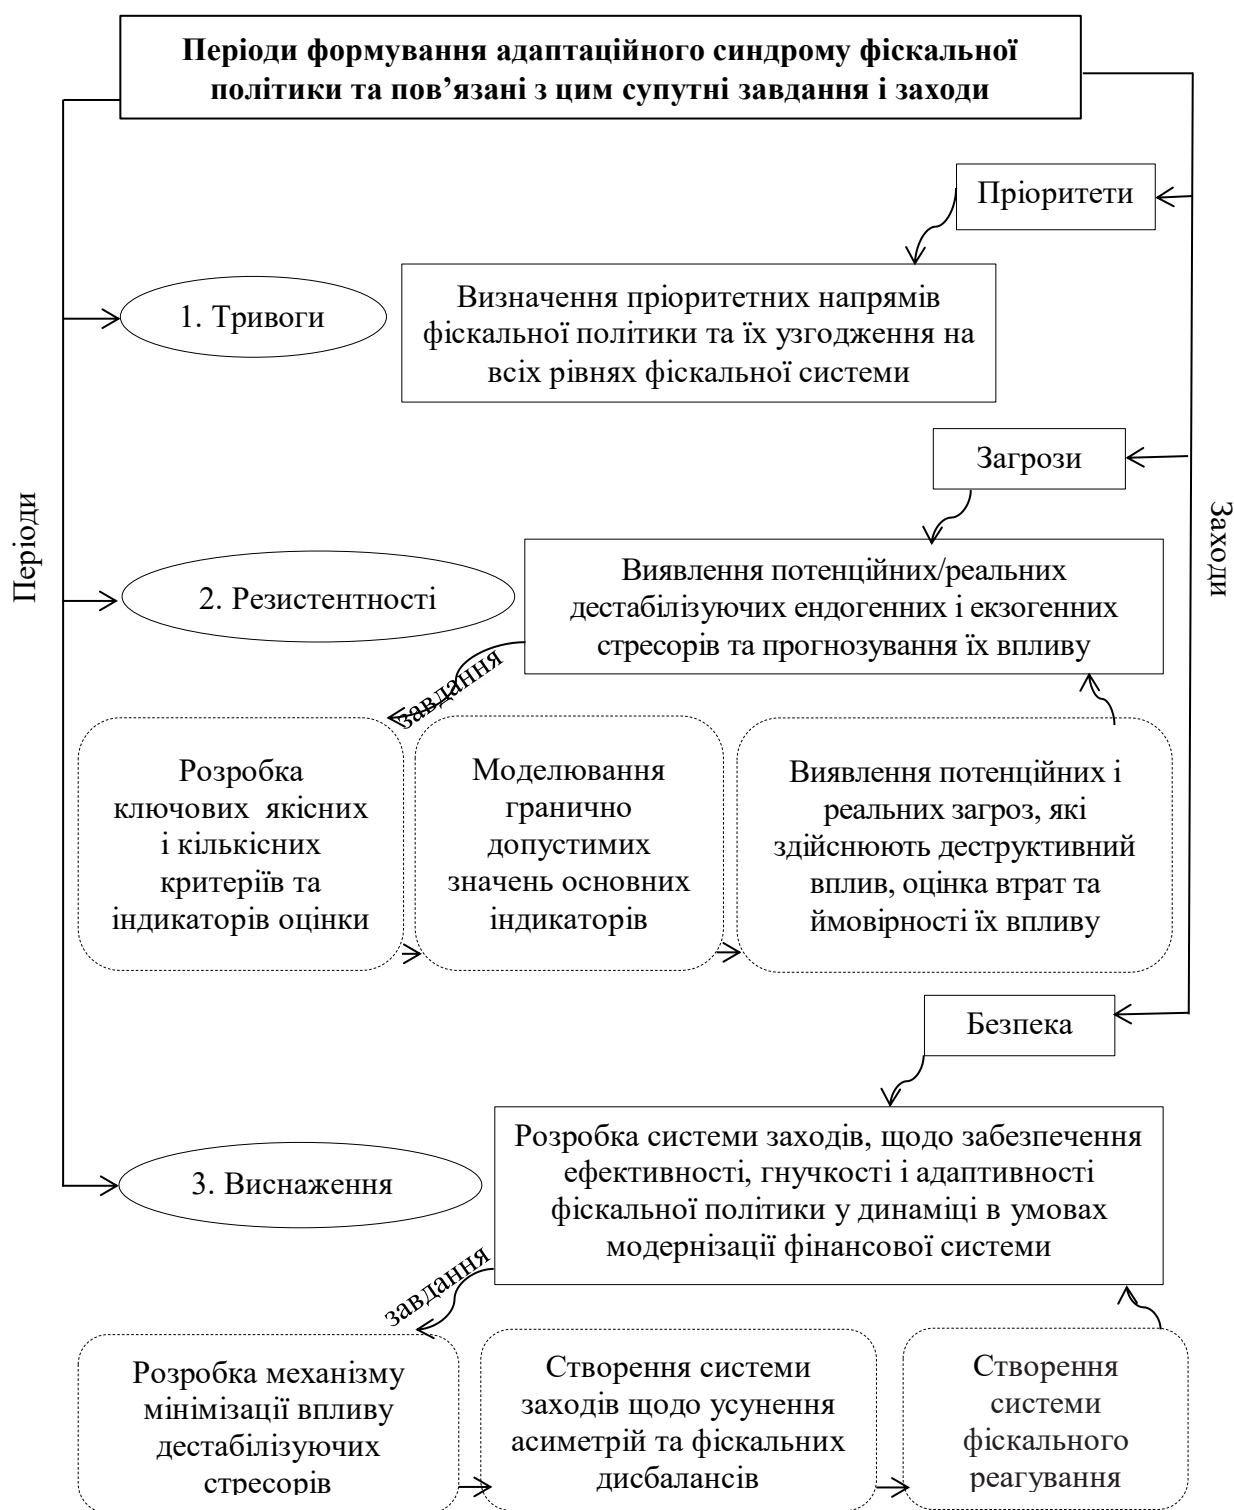 Періоди формування адаптаційного синдрому фіскальної
політики та пов’язані з цим супутні завдання і заходи
Пріоритети
1. Тривоги
Визначення пріоритетних напрямів
фіскальної політики та їх узгодження на
всіх рівнях фіскальної системи
Загрози
Періоди
Заходи
2. Резистентності
Виявлення потенційних/реальних
дестабілізуючих ендогенних і екзогенних
стресорів та прогнозування їх впливу
завдання
Розробка
ключових якісних
і кількісних
критеріїв та
індикаторів оцінки
Моделювання
гранично
допустимих
значень основних
індикаторів
Виявлення потенційних і
реальних загроз, які
здійснюють деструктивний
вплив, оцінка втрат та
ймовірності їх впливу
Безпека
3. Виснаження
Розробка системи заходів, щодо забезпечення
ефективності, гнучкості і адаптивності
фіскальної політики у динаміці в умовах
модернізації фінансової системи
завдання
Розробка механізму
мінімізації впливу
дестабілізуючих
стресорів
Створення системи
заходів щодо усунення
асиметрій та фіскальних
дисбалансів
Створення
системи
фіскального
реагування